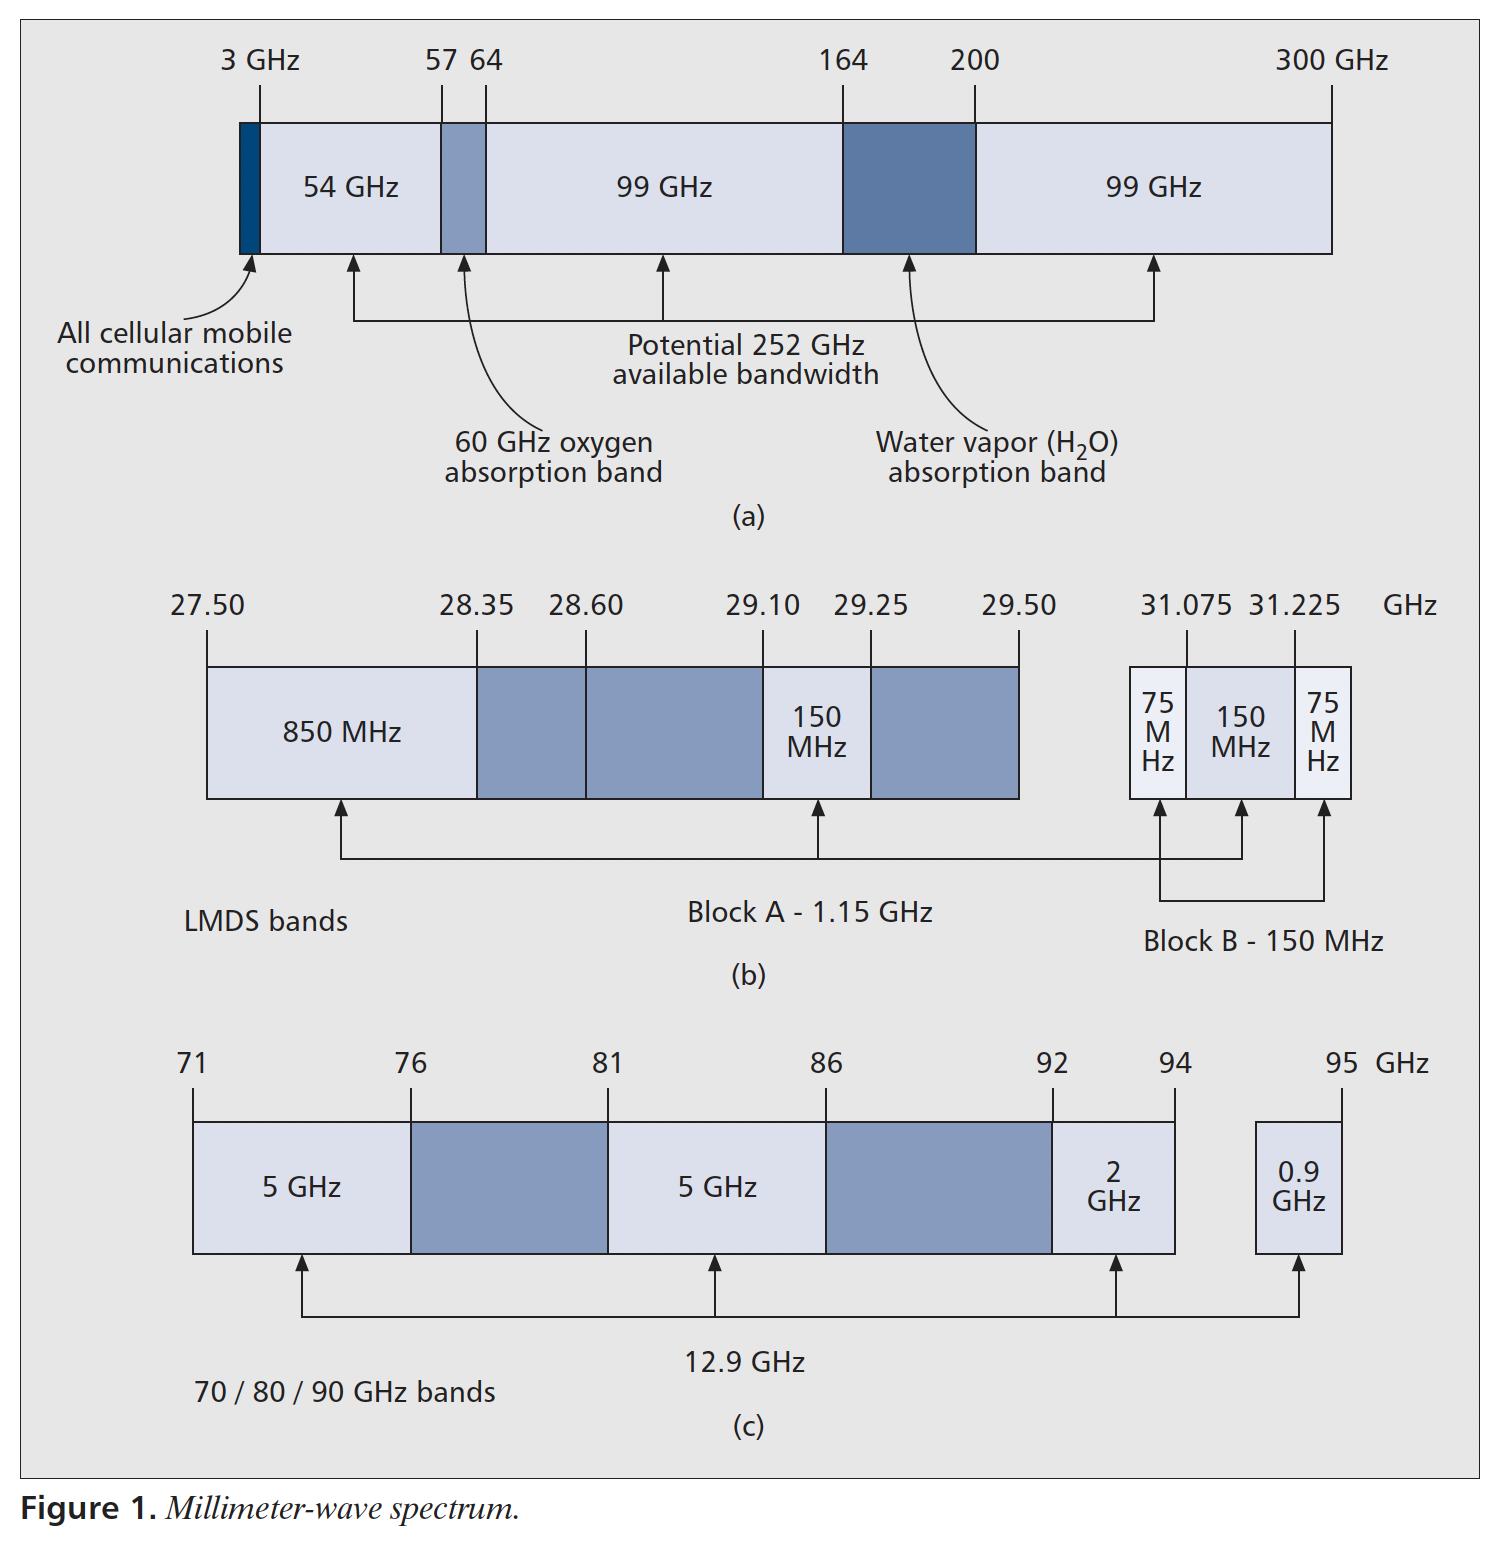 3 GHz 57 64 164 200 300 GHz
54 GHz 99 GHz 99 GHz
All cellular mobile
communications
Potential 252 GHz
available bandwidth
60 GHz oxygen
absorption band
Water vapor (H2O)
absorption band
(a)
27.50 28.35 28.60 29.10 29.25 29.50 31.075 31.225 GHz
850 MHz
150
MHz
75
M
Hz
150
MHz
75
M
Hz
LMDS bands
Block A - 1.15 GHz
Block B - 150 MHz
(b)
71 76 81 86 92 94 95 GHz
5 GHz 5 GHz
2
GHz
0.9
GHz
12.9 GHz
70 / 80 / 90 GHz bands
(c)
Figure 1. Millimeter-wave spectrum.